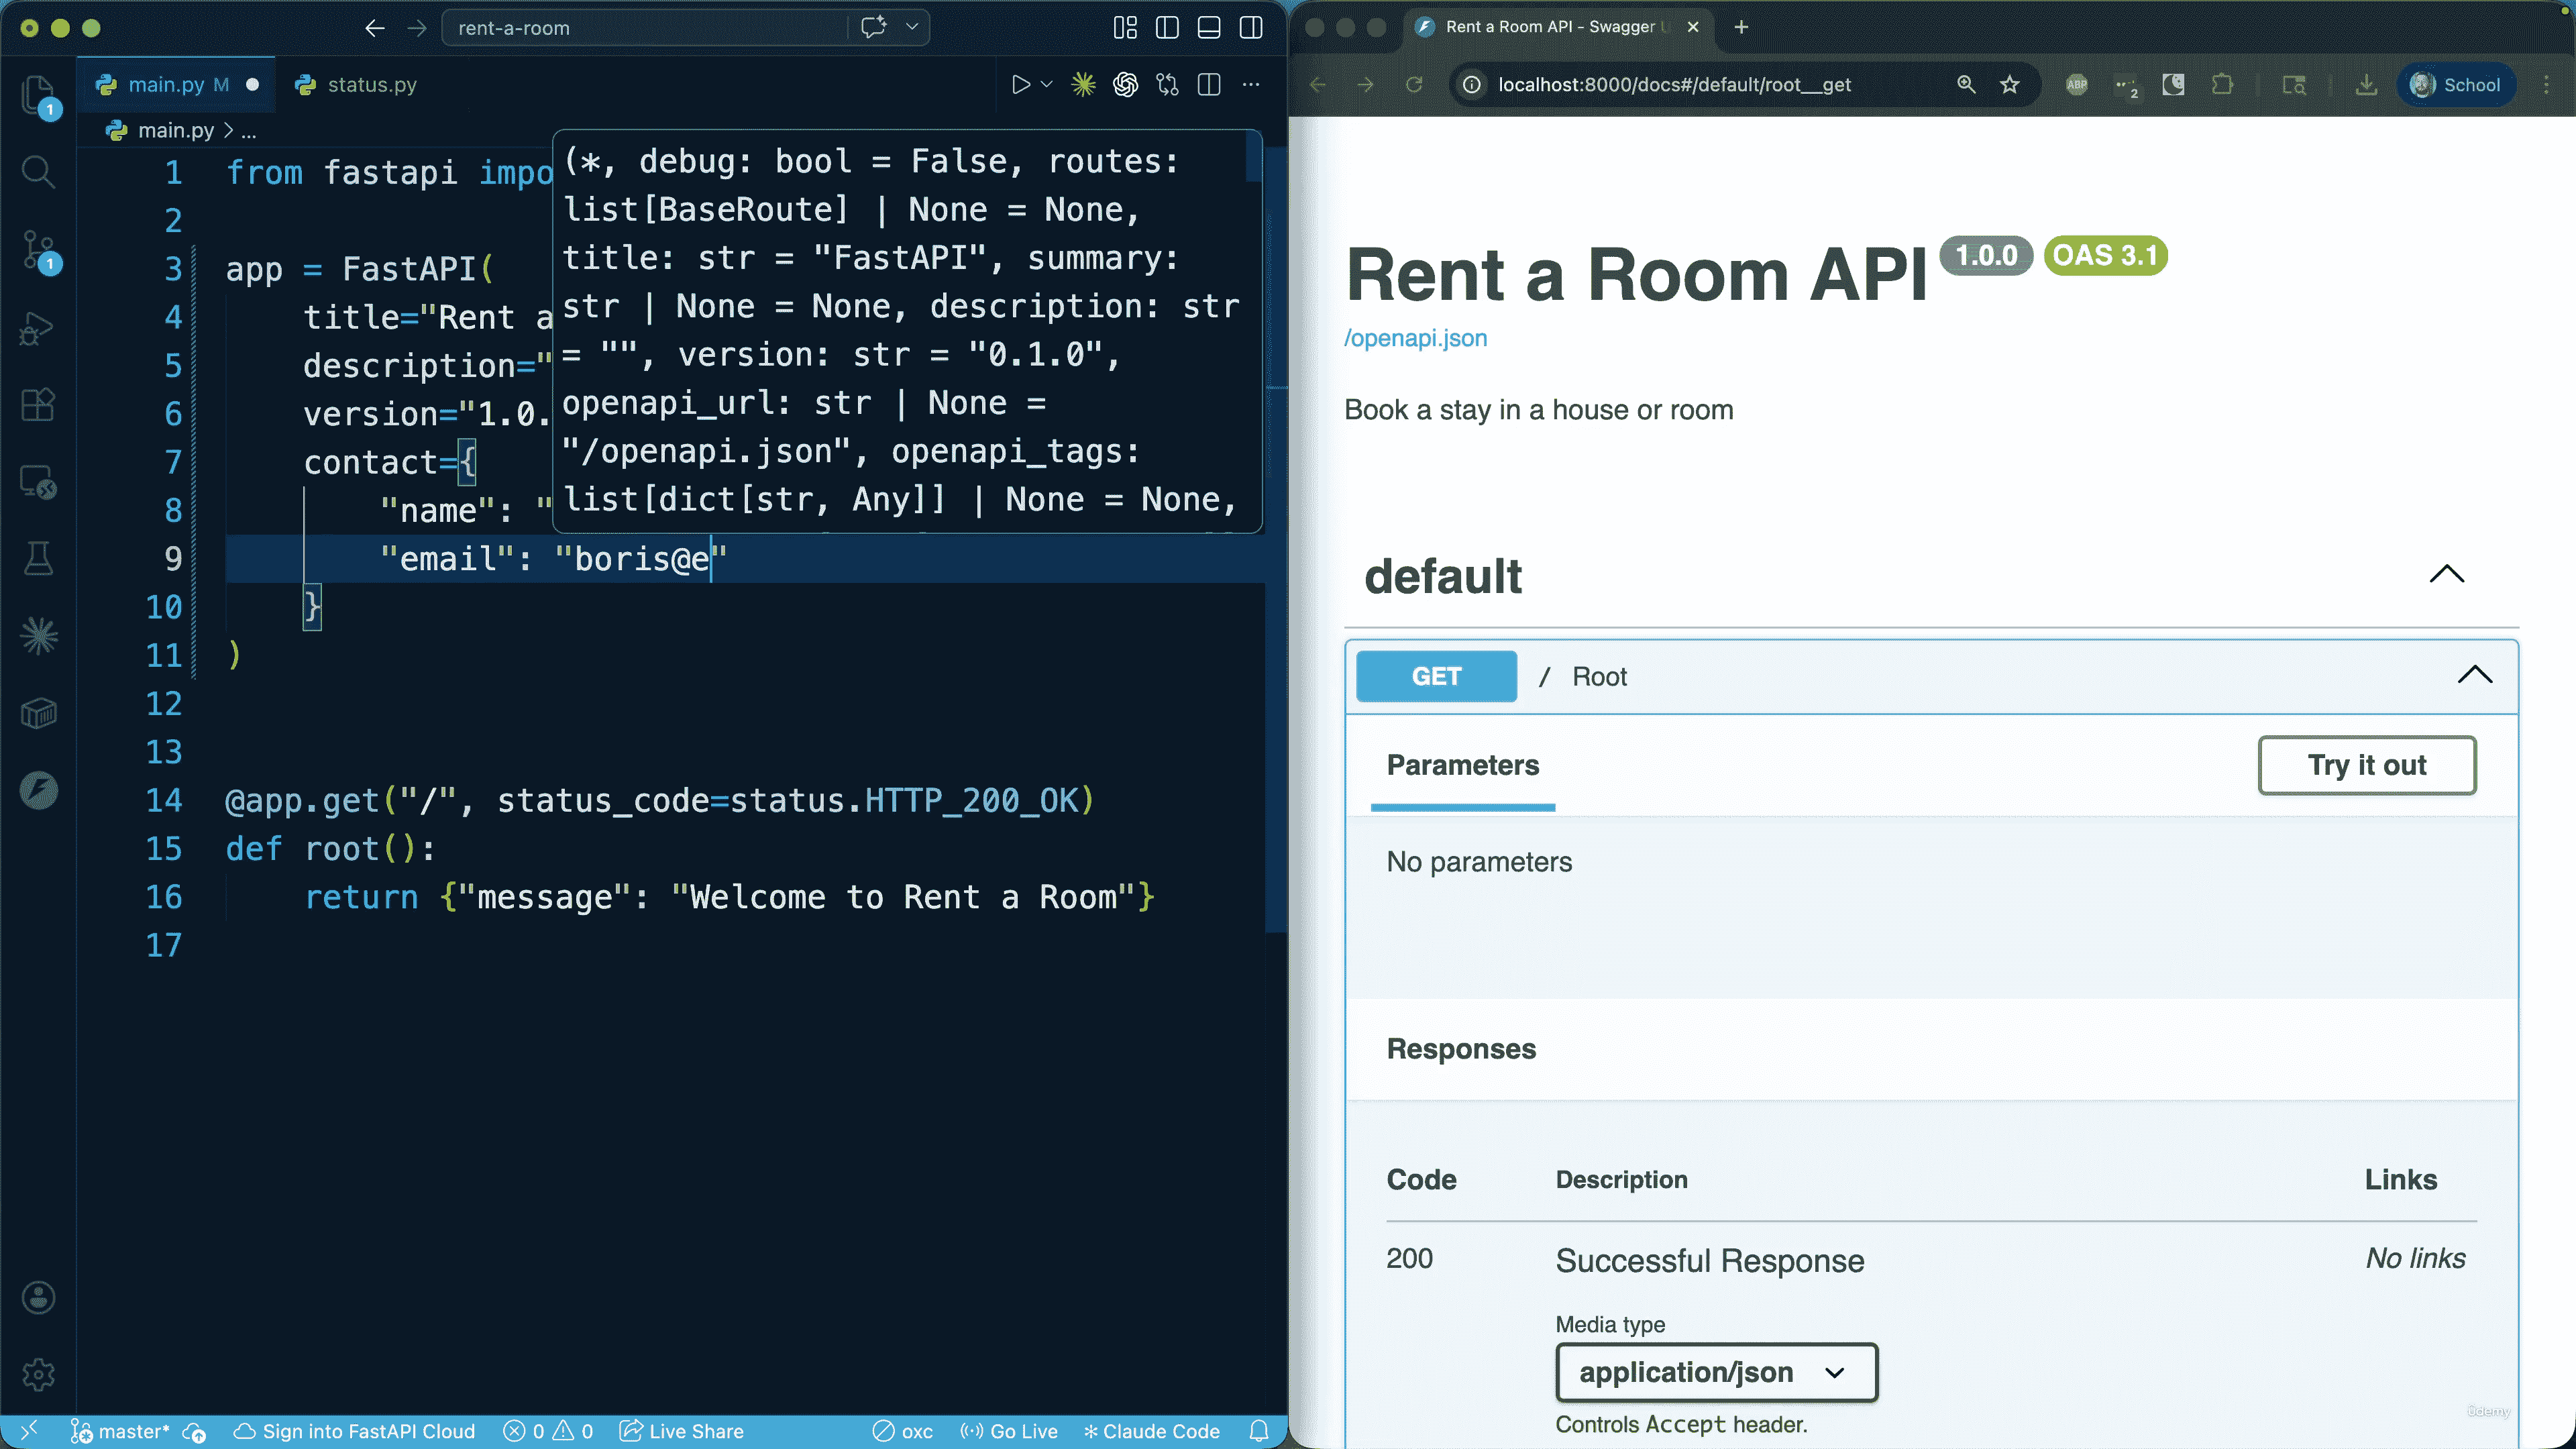 rent-a-room
main.py M
status.py
main.py > ...
1 from fastapi impo
2
3 app = FastAPI(
4 title="Rent a
5 description="
6 version="1.0.
7 contact={
8 "name": "
9 "email": "boris@e"
10 }
11 )
12
13
14 @app.get("/", status_code=status.HTTP_200_OK)
15 def root():
16 return {"message": "Welcome to Rent a Room"}
17
(*, debug: bool = False, routes:
list[BaseRoute] | None = None,
title: str = "FastAPI", summary:
str | None = None, description: str
= "", version: str = "0.1.0",
openapi_url: str | None =
"/openapi.json", openapi_tags:
list[dict[str, Any]] | None = None,
1
1
master*
Sign into FastAPI Cloud
0 0
Live Share
oxc
Go Live
Claude Code
Rent a Room API - Swagger U
localhost:8000/docs#/default/root__get
ABP
2
School
Rent a Room API 1.0.0 OAS 3.1
/openapi.json
Book a stay in a house or room
default
GET / Root
Parameters
Try it out
No parameters
Responses
Code Description Links
200 Successful Response No links
Media type
application/json
Controls Accept header.
ûdemy